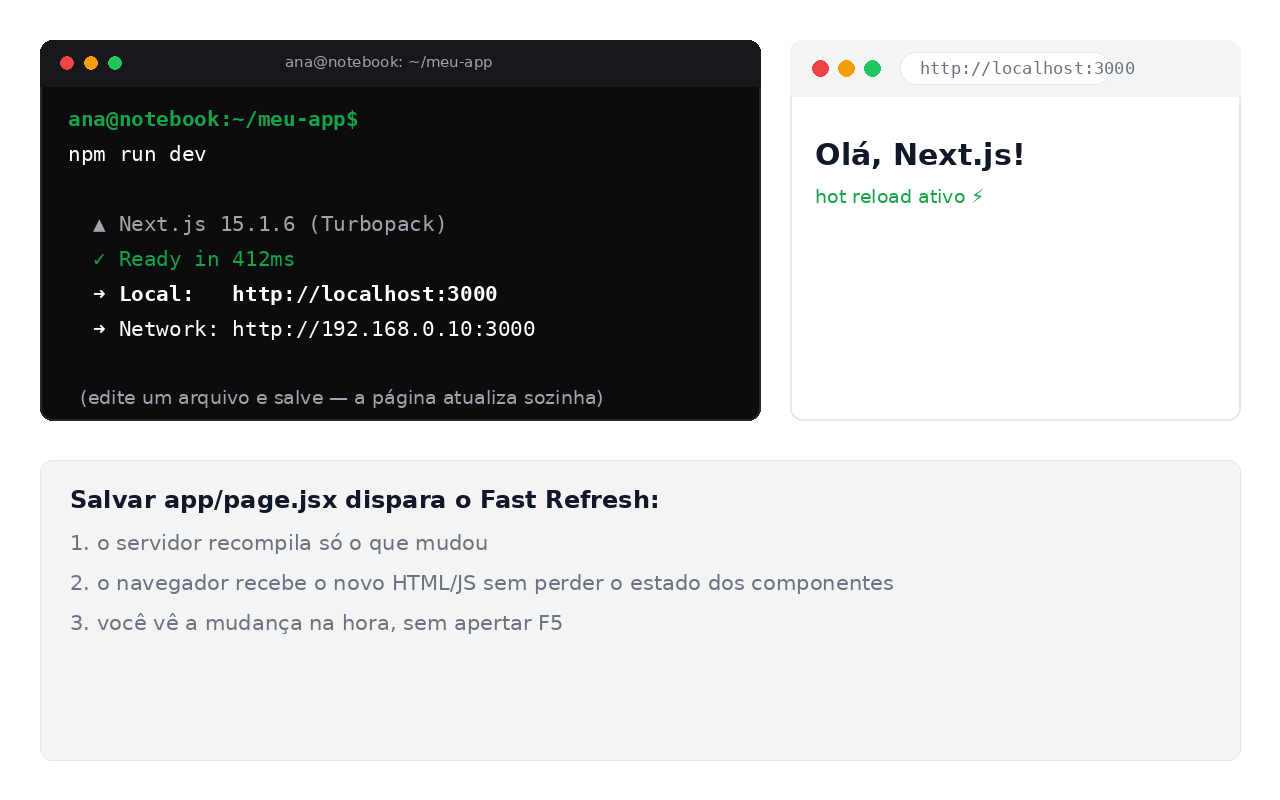 ana@notebook: ~/meu-app
ana@notebook:~/meu-app$
npm run dev
▲ Next.js 15.1.6 (Turbopack)
✓ Ready in 412ms
➜ Local:   http://localhost:3000
➜ Network: http://192.168.0.10:3000
(edite um arquivo e salve — a página atualiza sozinha)
http://localhost:3000
Olá, Next.js!
hot reload ativo ⚡
Salvar app/page.jsx dispara o Fast Refresh:
1. o servidor recompila só o que mudou
2. o navegador recebe o novo HTML/JS sem perder o estado dos componentes
3. você vê a mudança na hora, sem apertar F5